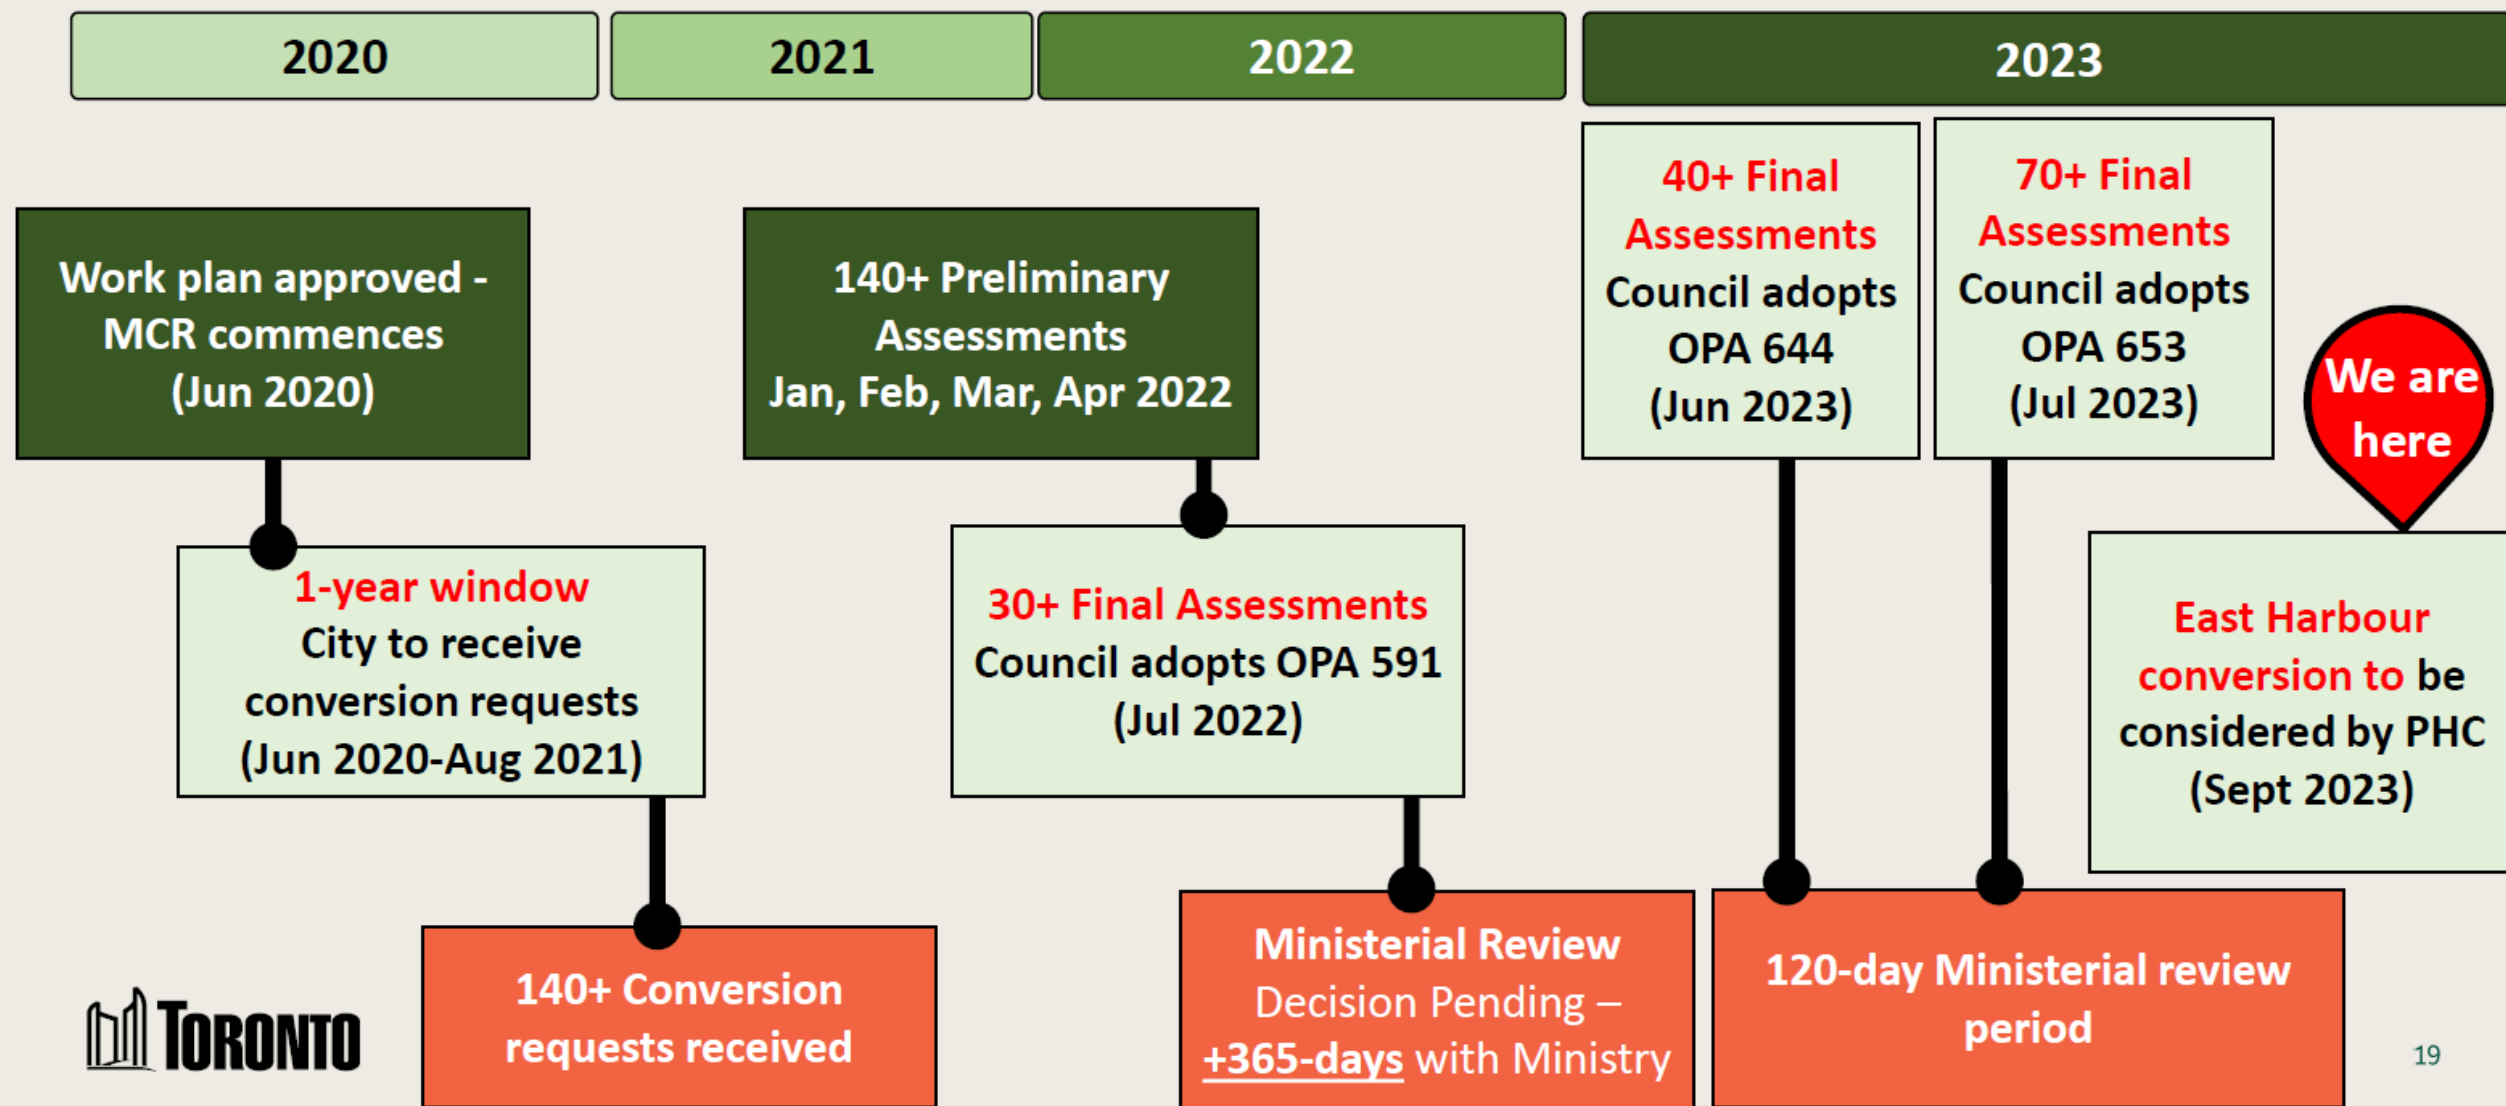 2020
2021
2022
2023
Work plan approved -
MCR commences
(Jun 2020)
1-year window
City to receive
conversion requests
(Jun 2020-Aug 2021)
140+ Conversion
requests received
140+ Preliminary
Assessments
Jan, Feb, Mar, Apr 2022
30+ Final Assessments
Council adopts OPA 591
(Jul 2022)
Ministerial Review
Decision Pending –
+365-days with Ministry
40+ Final
Assessments
Council adopts
OPA 644
(Jun 2023)
70+ Final
Assessments
Council adopts
OPA 653
(Jul 2023)
120-day Ministerial review
period
We are
here
East Harbour
conversion to be
considered by PHC
(Sept 2023)
TORONTO
19